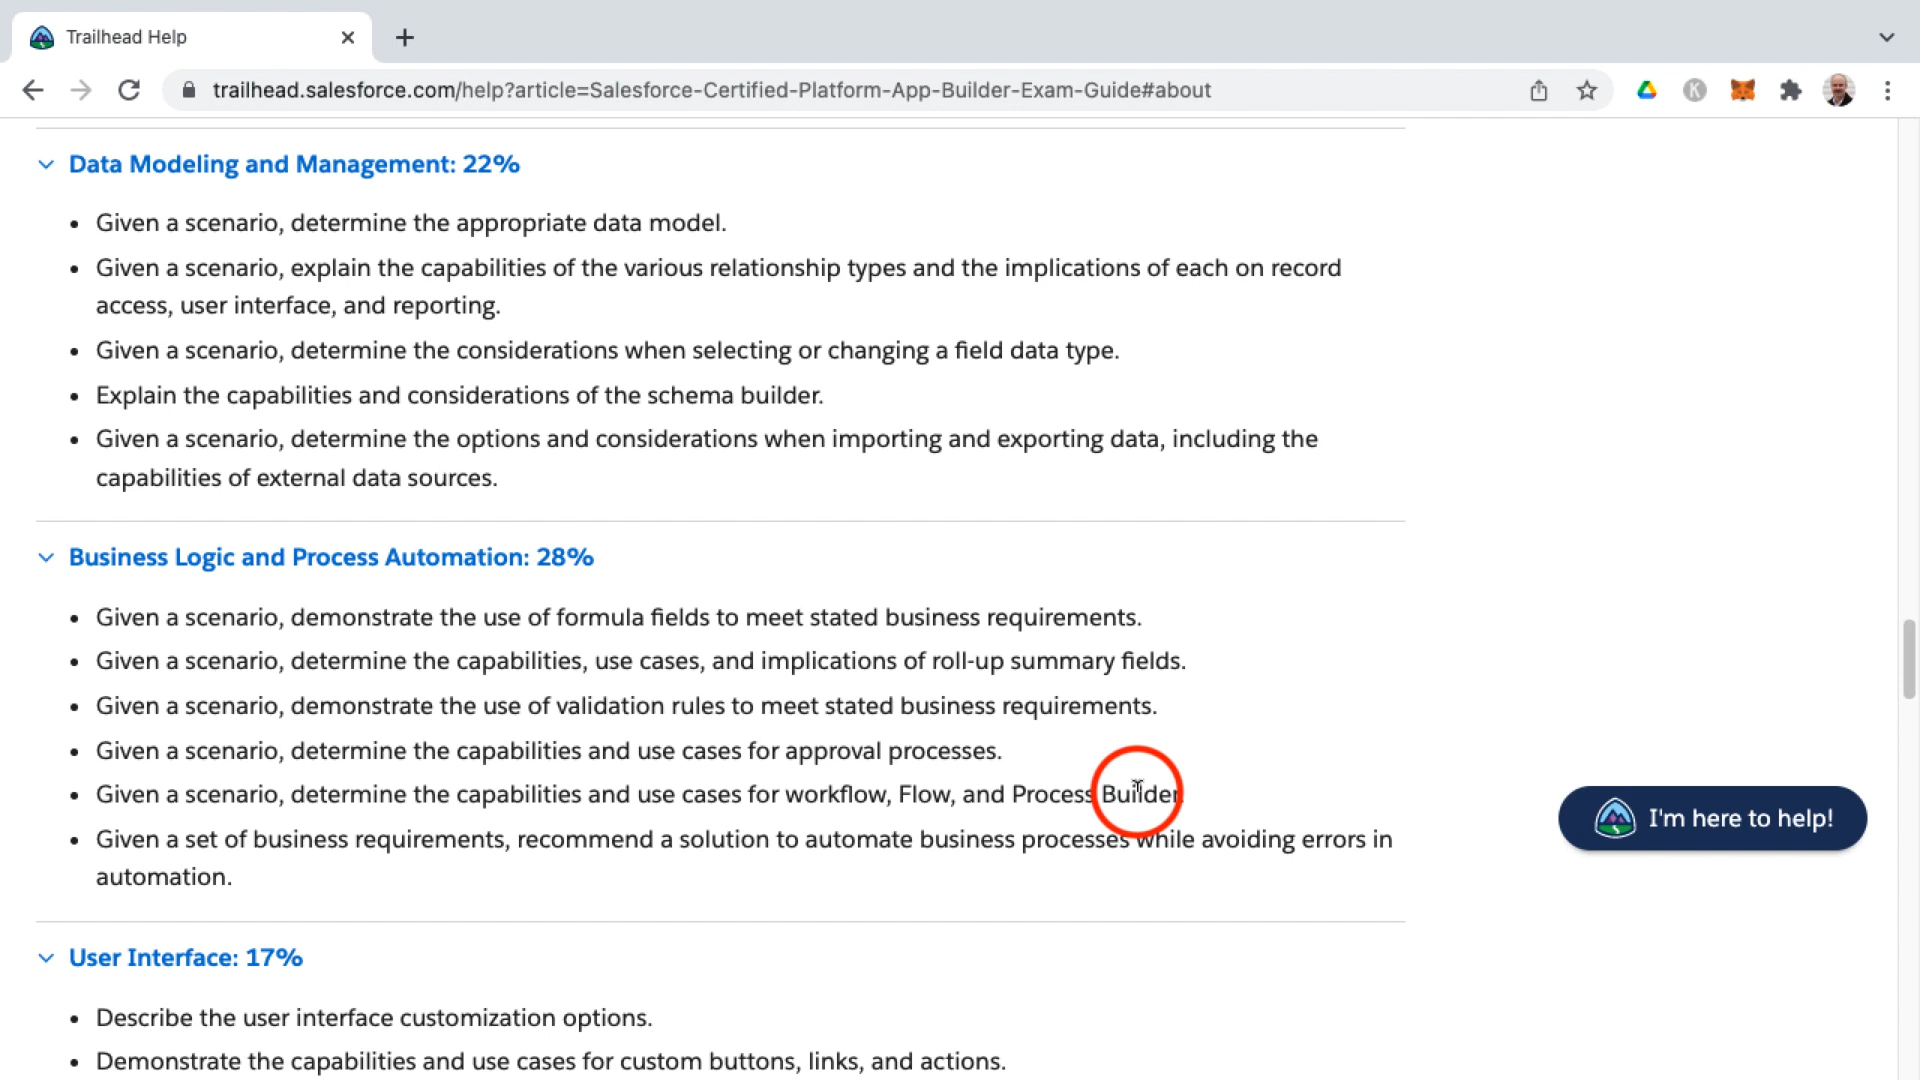 Trailhead Help
trailhead.salesforce.com/help?article=Salesforce-Certified-Platform-App-Builder-Exam-Guide#about
K
Data Modeling and Management: 22%
• Given a scenario, determine the appropriate data model.
• Given a scenario, explain the capabilities of the various relationship types and the implications of each on record
access, user interface, and reporting.
• Given a scenario, determine the considerations when selecting or changing a field data type.
• Explain the capabilities and considerations of the schema builder.
• Given a scenario, determine the options and considerations when importing and exporting data, including the
capabilities of external data sources.
Business Logic and Process Automation: 28%
• Given a scenario, demonstrate the use of formula fields to meet stated business requirements.
• Given a scenario, determine the capabilities, use cases, and implications of roll-up summary fields.
• Given a scenario, demonstrate the use of validation rules to meet stated business requirements.
• Given a scenario, determine the capabilities and use cases for approval processes.
• Given a scenario, determine the capabilities and use cases for workflow, Flow, and Process Builder.
• Given a set of business requirements, recommend a solution to automate business processes while avoiding errors in
automation.
I'm here to help!
User Interface: 17%
• Describe the user interface customization options.
• Demonstrate the capabilities and use cases for custom buttons, links, and actions.